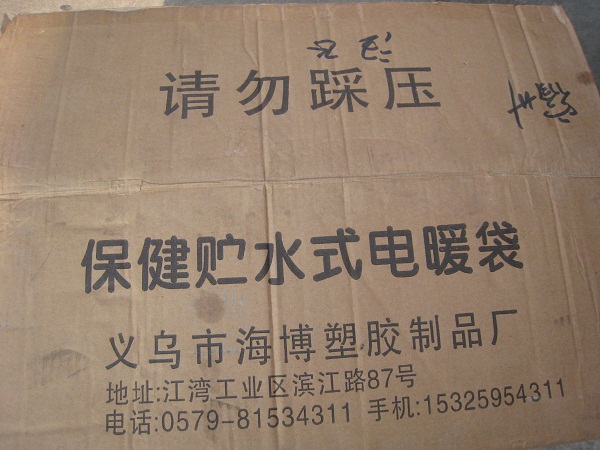 请勿踩压
保健贮水式电暖袋
义乌市海博塑胶制品厂
地址:江湾工业区滨江路87号
电话:0579-81534311 手机:15325954311